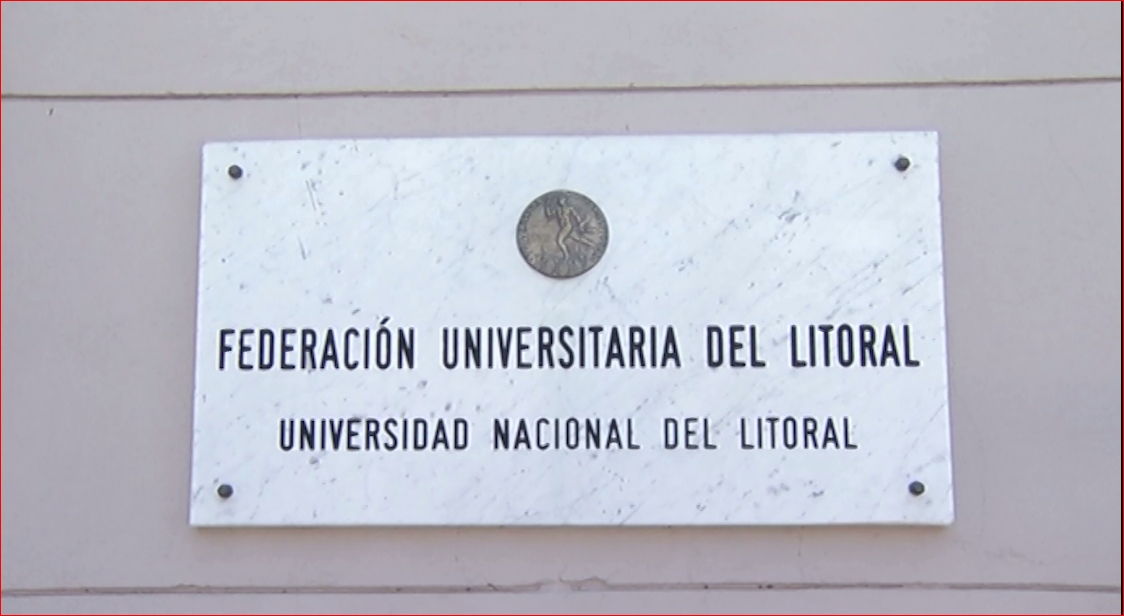 FEDERACIÓN UNIVERSITARIA DEL LITORAL
UNIVERSIDAD NACIONAL DEL LITORAL